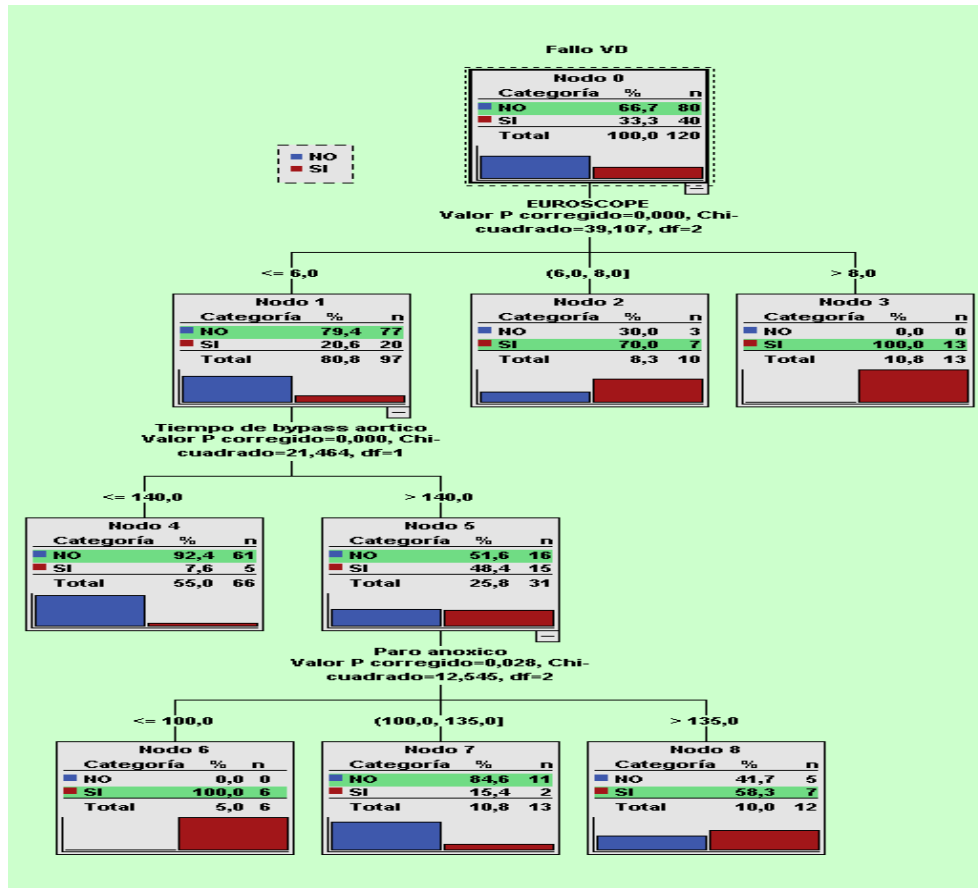 Fallo VD
Nodo 0
Categoría % n
NO 66,7 80
SI 33,3 40
Total 100,0 120
NO
SI
EUROSCOPE
Valor P corregido=0,000, Chi-
cuadrado=39,107, df=2
<= 6,0
(6,0, 8,0]
> 8,0
Nodo 1
Categoría % n
NO 79,4 77
SI 20,6 20
Total 80,8 97
Nodo 2
Categoría % n
NO 30,0 3
SI 70,0 7
Total 8,3 10
Nodo 3
Categoría % n
NO 0,0 0
SI 100,0 13
Total 10,8 13
Tiempo de bypass aortico
Valor P corregido=0,000, Chi-
cuadrado=21,464, df=1
<= 140,0
> 140,0
Nodo 4
Categoría % n
NO 92,4 61
SI 7,6 5
Total 55,0 66
Nodo 5
Categoría % n
NO 51,6 16
SI 48,4 15
Total 25,8 31
Paro anoxico
Valor P corregido=0,028, Chi-
cuadrado=12,545, df=2
<= 100,0
(100,0, 135,0]
> 135,0
Nodo 6
Categoría % n
NO 0,0 0
SI 100,0 6
Total 5,0 6
Nodo 7
Categoría % n
NO 84,6 11
SI 15,4 2
Total 10,8 13
Nodo 8
Categoría % n
NO 41,7 5
SI 58,3 7
Total 10,0 12